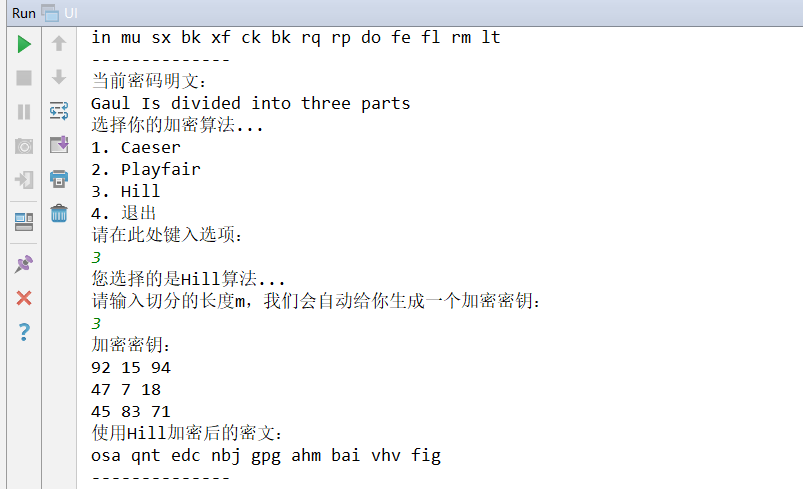 Run UI
in mu sx bk xf ck bk rq rp do fe fl rm lt
--------------
当前密码明文：
Gaul Is divided into three parts
选择你的加密算法...
1. Caeser
2. Playfair
3. Hill
4. 退出
请在此处键入选项：
3
您选择的是Hill算法...
请输入切分的长度m，我们会自动给你生成一个加密密钥：
3
加密密钥：
92 15 94
47 7 18
45 83 71
使用Hill加密后的密文：
osa qnt edc nbj gpg ahm bai vhv fig
--------------